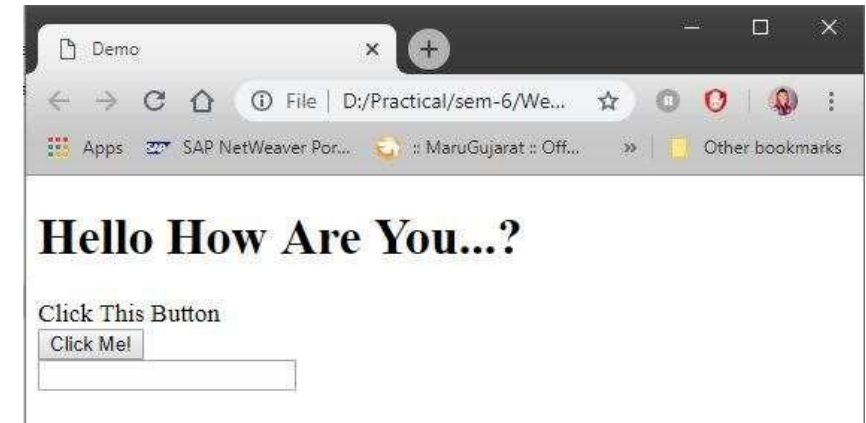 Demo
File | D:/Practical/sem-6/We...
Apps SAP NetWeaver Por... :: MaruGujarat :: Off... » Other bookmarks
Hello How Are You...?
Click This Button
Click Me!